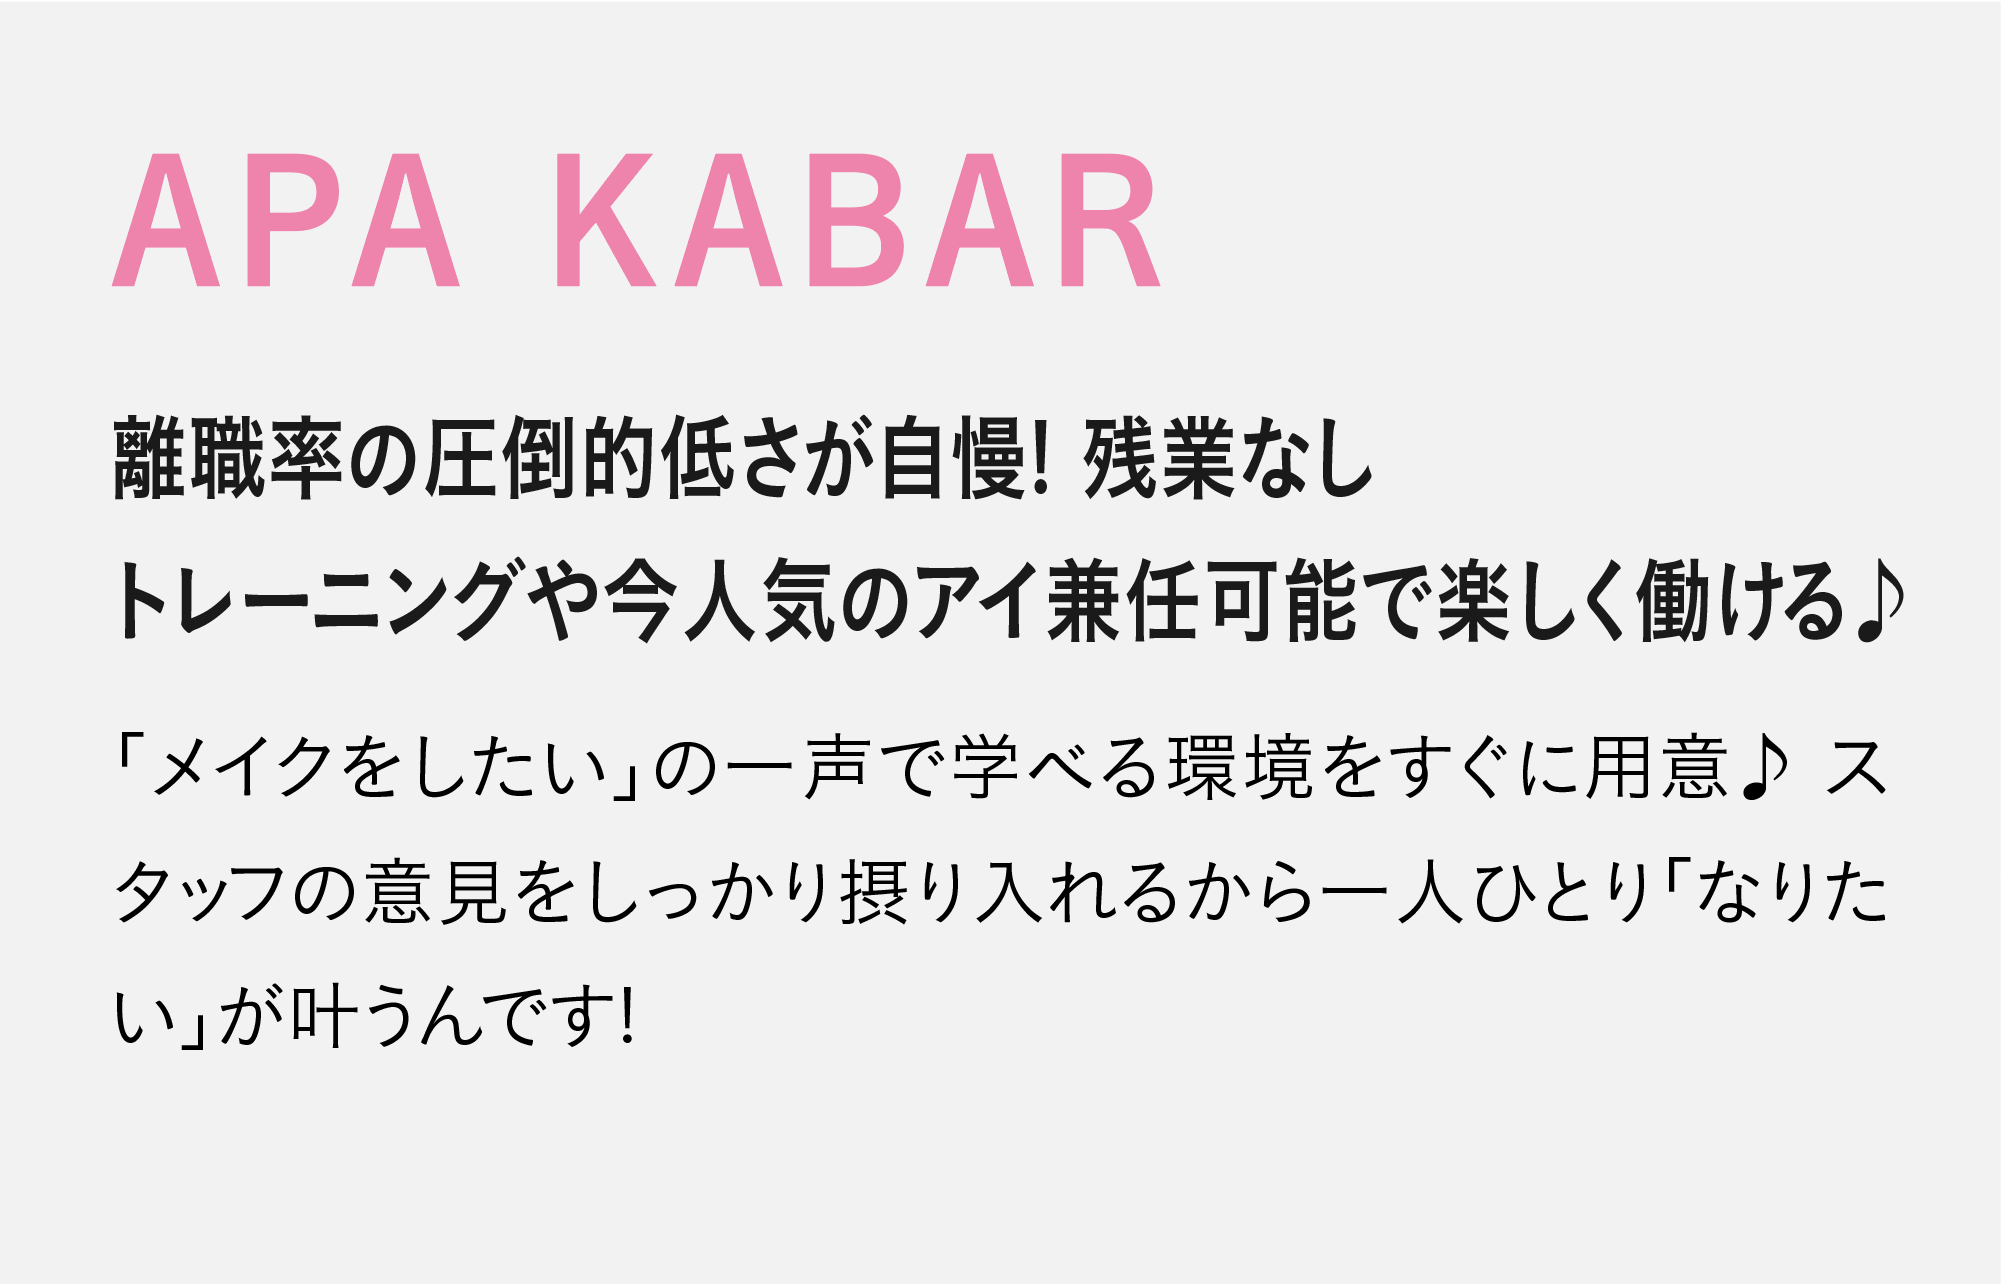 APA KABAR
離職率の圧倒的低さが自慢! 残業なし
トレーニングや今人気のアイ兼任可能で楽しく働ける♪
「メイクをしたい」の一声で学べる環境をすぐに用意♪ ス
タッフの意見をしっかり摂り入れるから一人ひとり「なりた
い」が叶うんです!